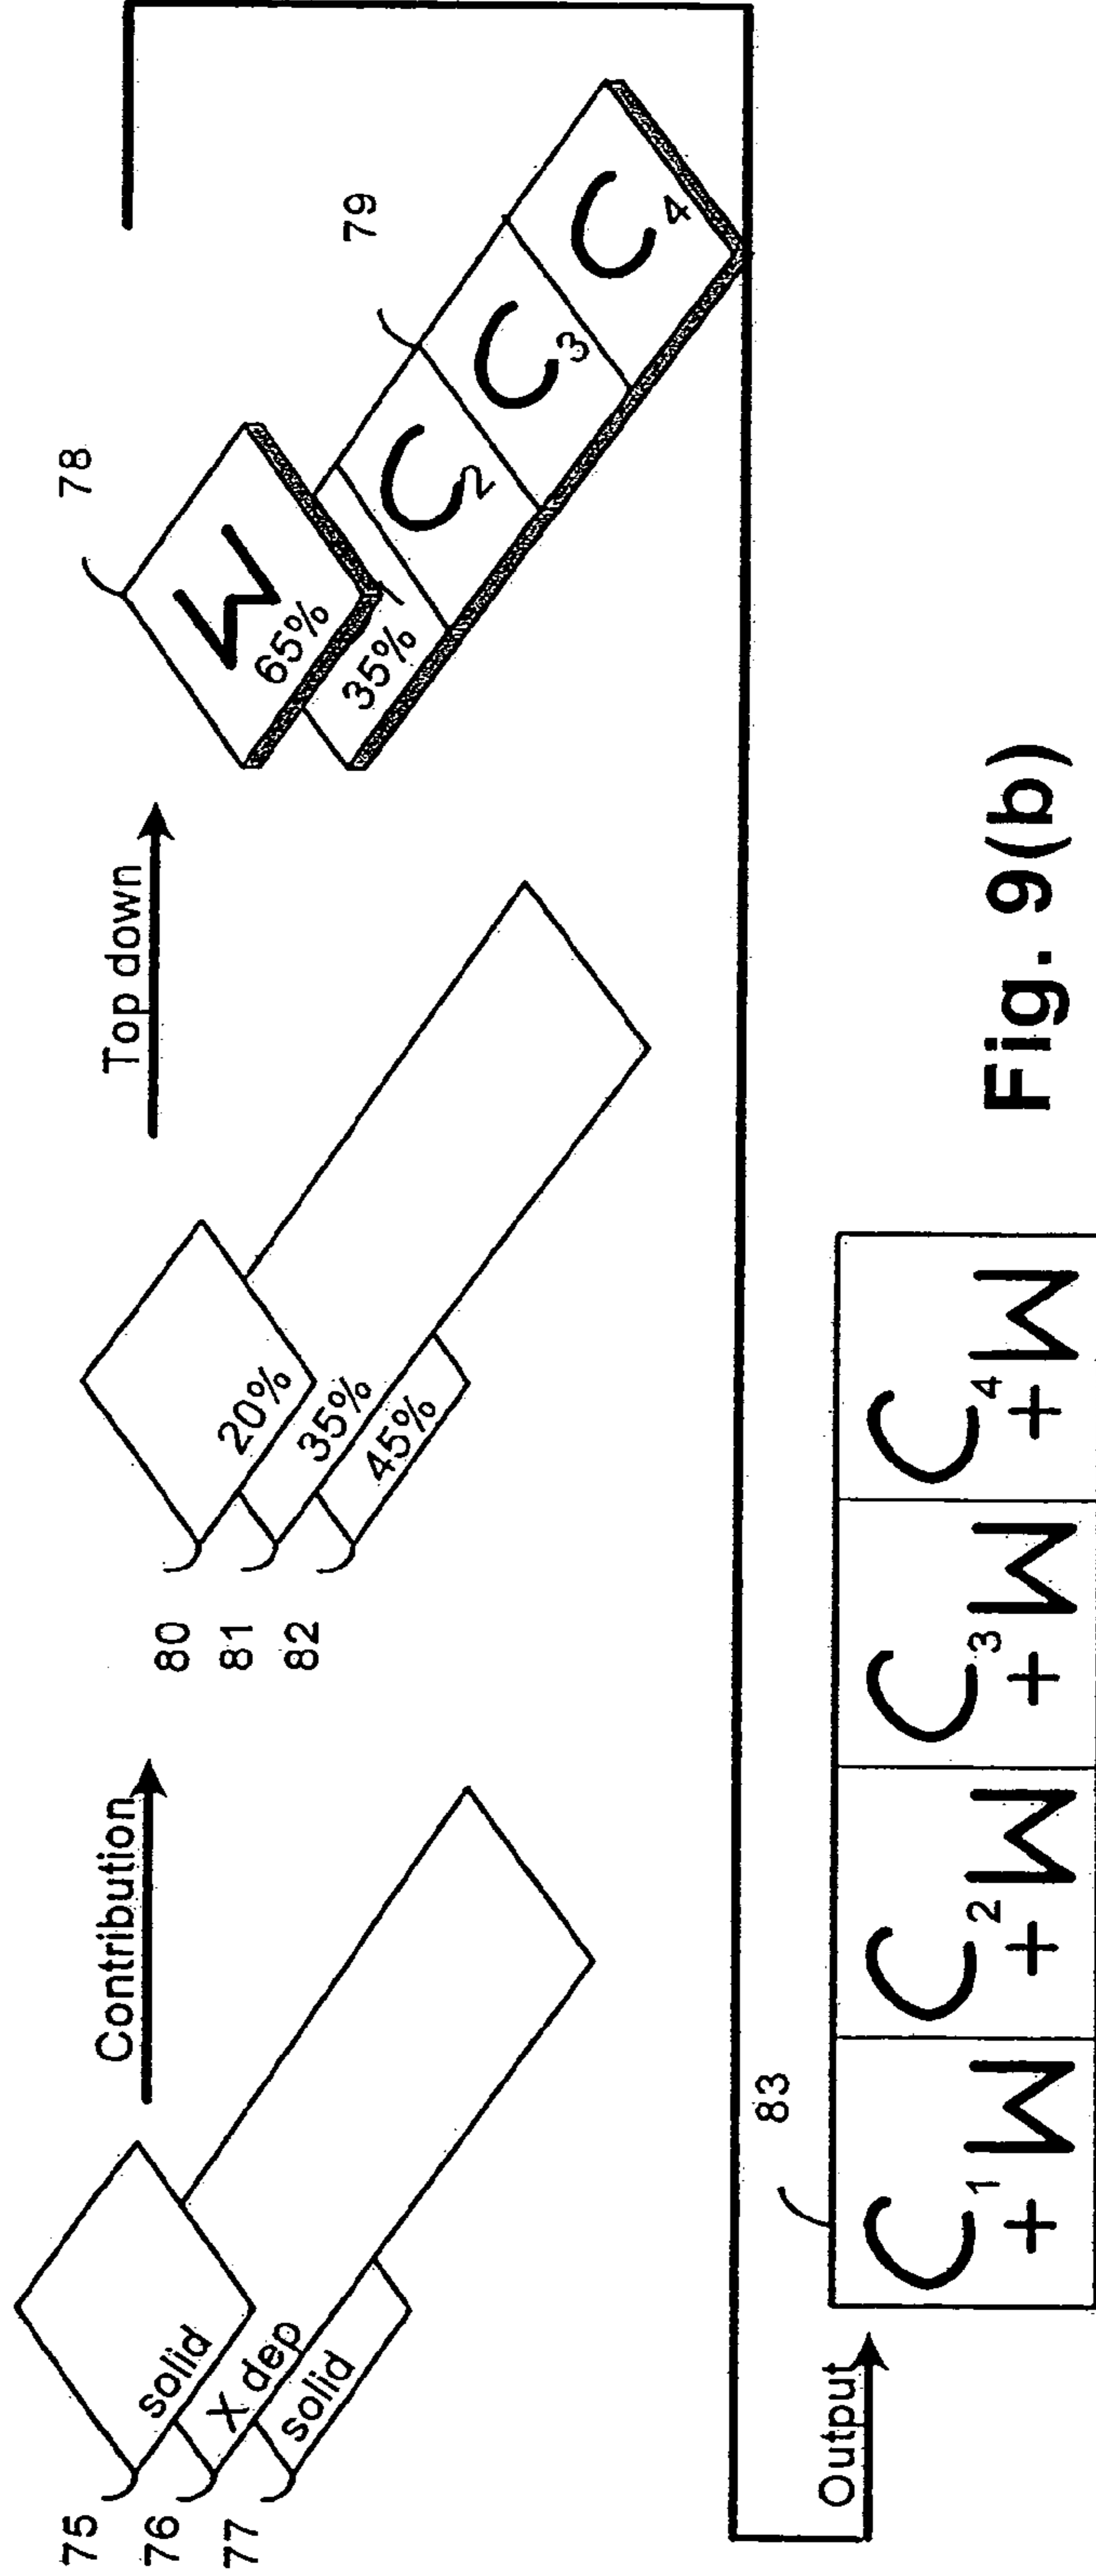 75
76
77
solid
X dep
solid
Contribution
80
81
82
20%
35%
45%
Top down
78
M
65%
35%
79
C2
C3
C4
Output
83
C1 + M
C2 + M
C3 + M
C4 + M
Fig. 9(b)